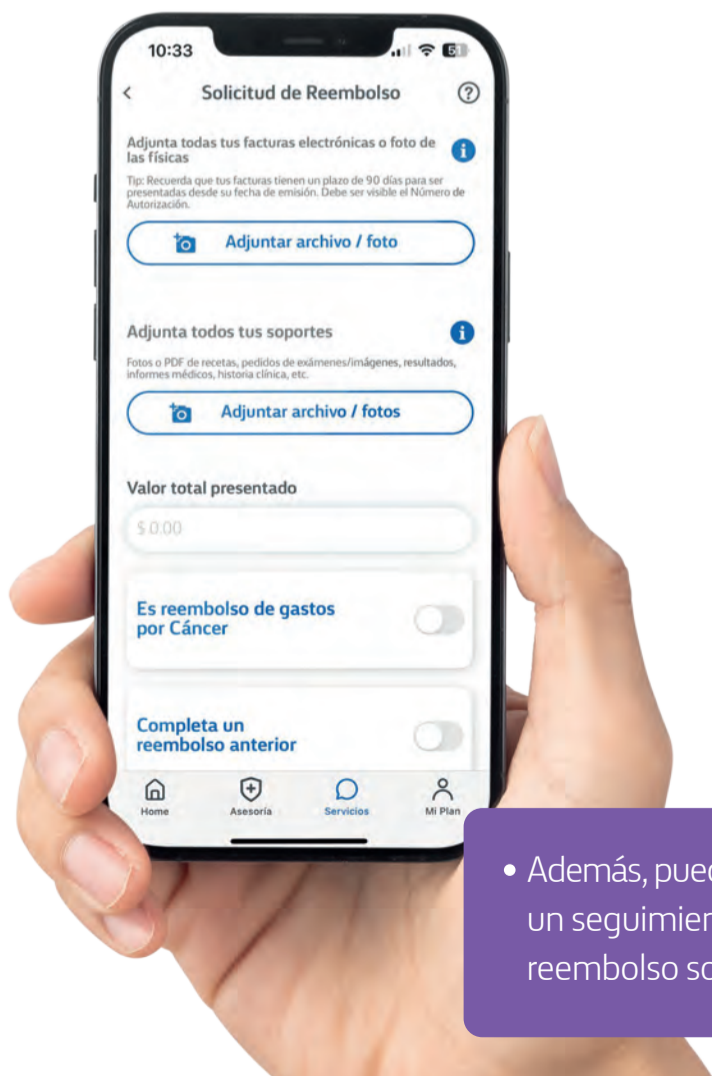 10:33
51
Solicitud de Reembolso
?
Adjunta todas tus facturas electrónicas o foto de
las físicas
i
Tip: Recuerda que tus facturas tienen un plazo de 90 días para ser
presentadas desde su fecha de emisión. Debe ser visible el Número de
Autorización.
Adjuntar archivo / foto
Adjunta todos tus soportes
i
Fotos o PDF de recetas, pedidos de exámenes/imágenes, resultados,
informes médicos, historia clínica, etc.
Adjuntar archivo / fotos
Valor total presentado
$ 0.00
Es reembolso de gastos
por Cáncer
Completa un
reembolso anterior
Home Asesoría Servicios Mi Plan
• Además, pue
un seguimie
reembolso so